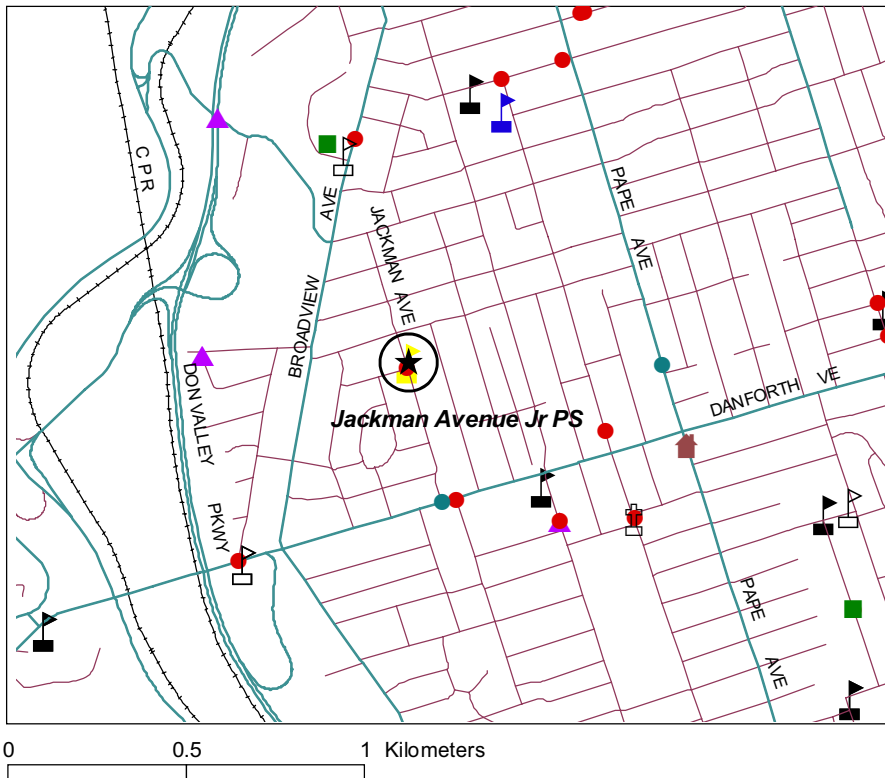 CPR
PAPE
AVE
AVE
JACKMAN AVE
BROADVIEW
DON VALLEY
PKWY
DANFORTH VE
Jackman Avenue Jr PS
PAPE
AVE
0 0.5 1 Kilometers